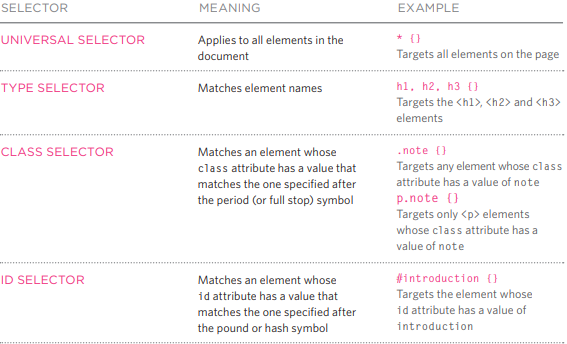 SELECTOR MEANING EXAMPLE
UNIVERSAL SELECTOR Applies to all elements in the * {}
document Targets all elements on the page
TYPE SELECTOR Matches element names h1, h2, h3 {}
Targets the <h1>, <h2> and <h3>
elements
CLASS SELECTOR Matches an element whose .note {}
class attribute has a value that Targets any element whose class
matches the one specified after attribute has a value of note
the period (or full stop) symbol p.note {}
Targets only <p> elements
whose class attribute has a
value of note
ID SELECTOR Matches an element whose #introduction {}
id attribute has a value that Targets the element whose
matches the one specified after id attribute has a value of
the pound or hash symbol introduction